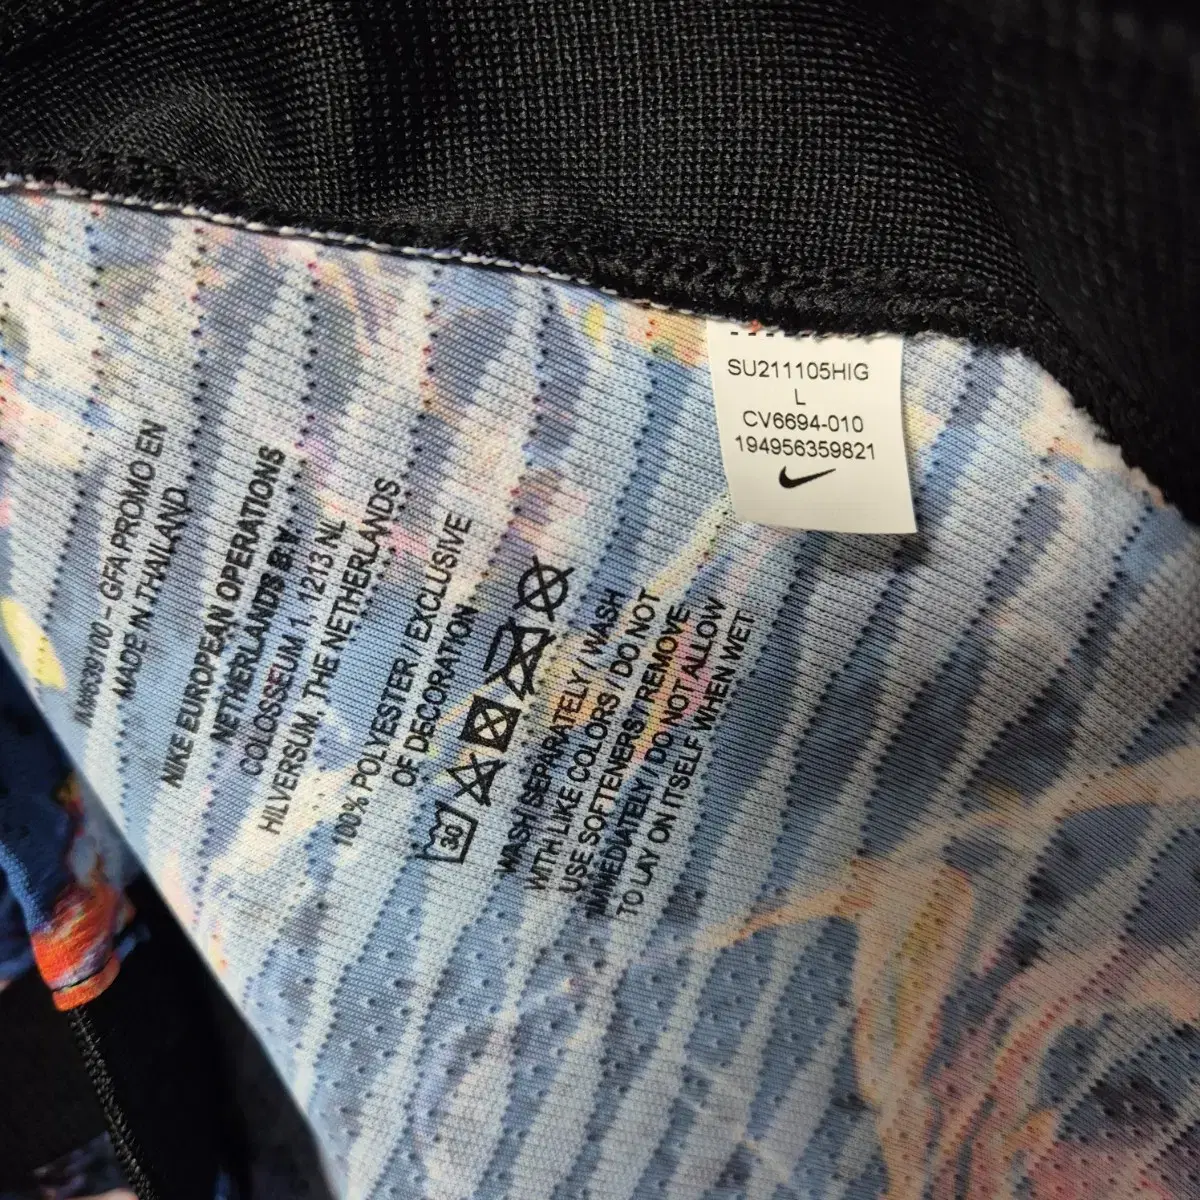 SU211105HIG
L
CV6694-010
194956359821
GFA PROMO EN
MADE IN THAILAND
NIKE EUROPEAN OPERATIONS
NETHERLANDS B.V.
COLOSSEUM 1, 1213 NL
HILVERSUM, THE NETHERLANDS
100% POLYESTER / EXCLUSIVE
OF DECORATION
30
WASH SEPARATELY / WASH
WITH LIKE COLORS / DO NOT
USE SOFTENERS / REMOVE
IMMEDIATELY / DO NOT ALLOW
TO LAY ON ITSELF WHEN WET.